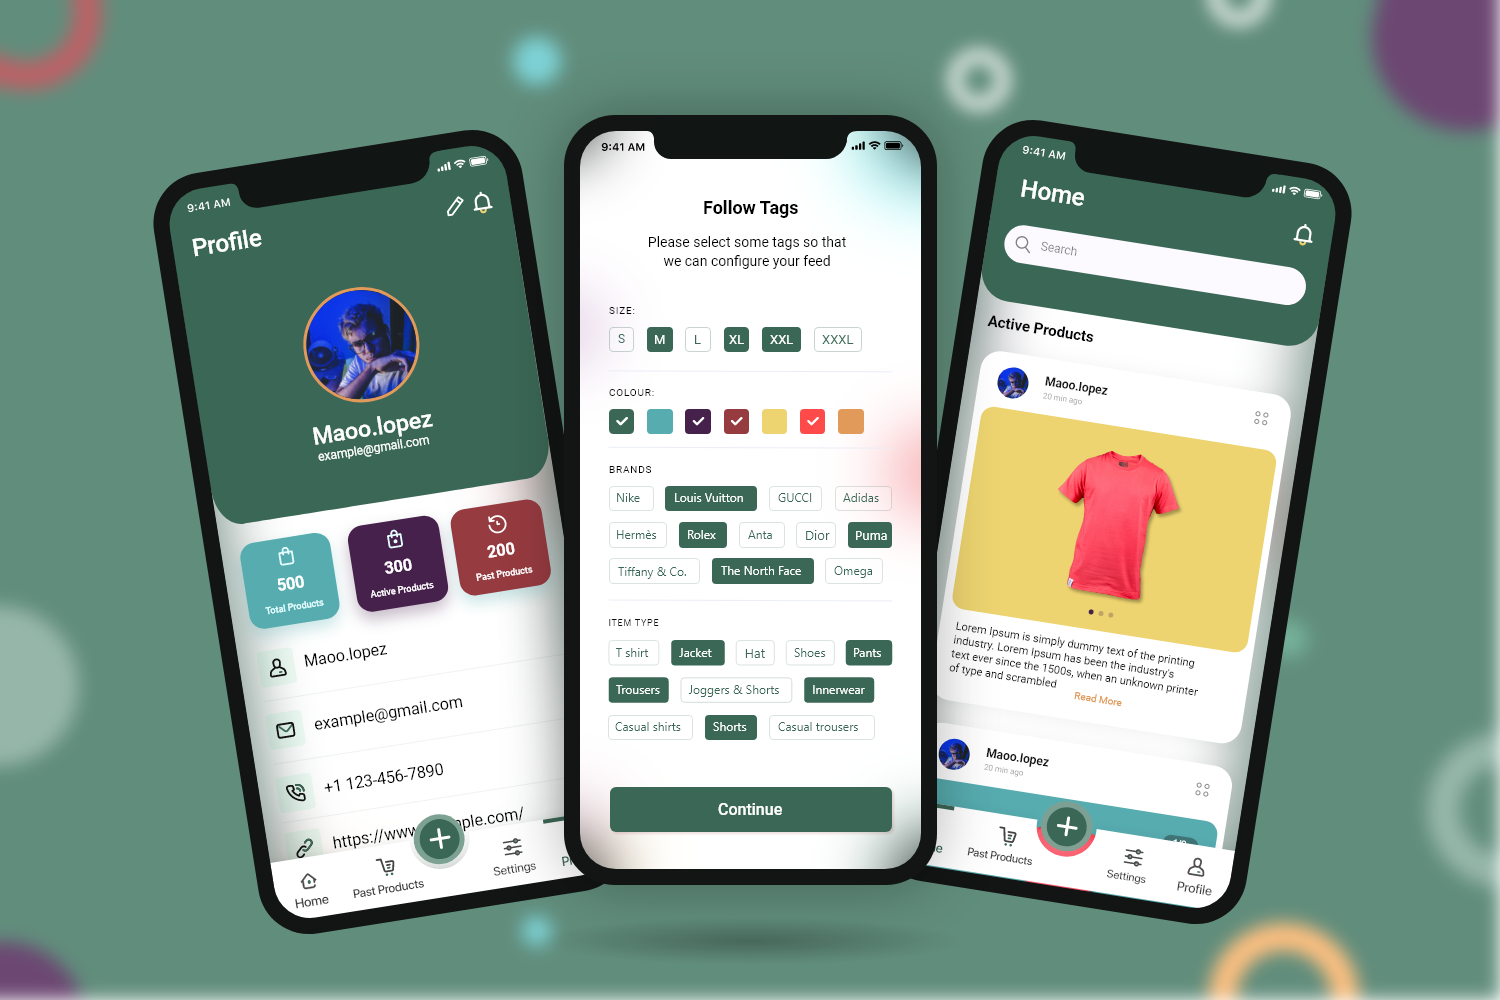 9:41 AM
Profile
Maoo.lopez
example@gmail.com
500
Total Products
300
Active Products
200
Past Products
Maoo.lopez
example@gmail.com
+1 123-456-7890
https://www
mple.com/
Home
Past Products
Settings
9:41 AM
Follow Tags
Please select some tags so that
we can configure your feed
SIZE:
S M L XL XXL XXXL
COLOUR:
BRANDS
Nike Louis Vuitton GUCCI Adidas
Hermès Rolex Anta Dior Puma
Tiffany & Co. The North Face Omega
ITEM TYPE
T shirt Jacket Hat Shoes Pants
Trousers Joggers & Shorts Innerwear
Casual shirts Shorts Casual trousers
Continue
9:41 AM
Home
Search
Active Products
Maoo.lopez
20 min ago
Lorem Ipsum is simply dummy text of the printing
industry. Lorem Ipsum has been the industry's
text ever since the 1500s, when an unknown printer
of type and scrambled
Read More
Maoo.lopez
20 min ago
Past Products
Settings
Profile